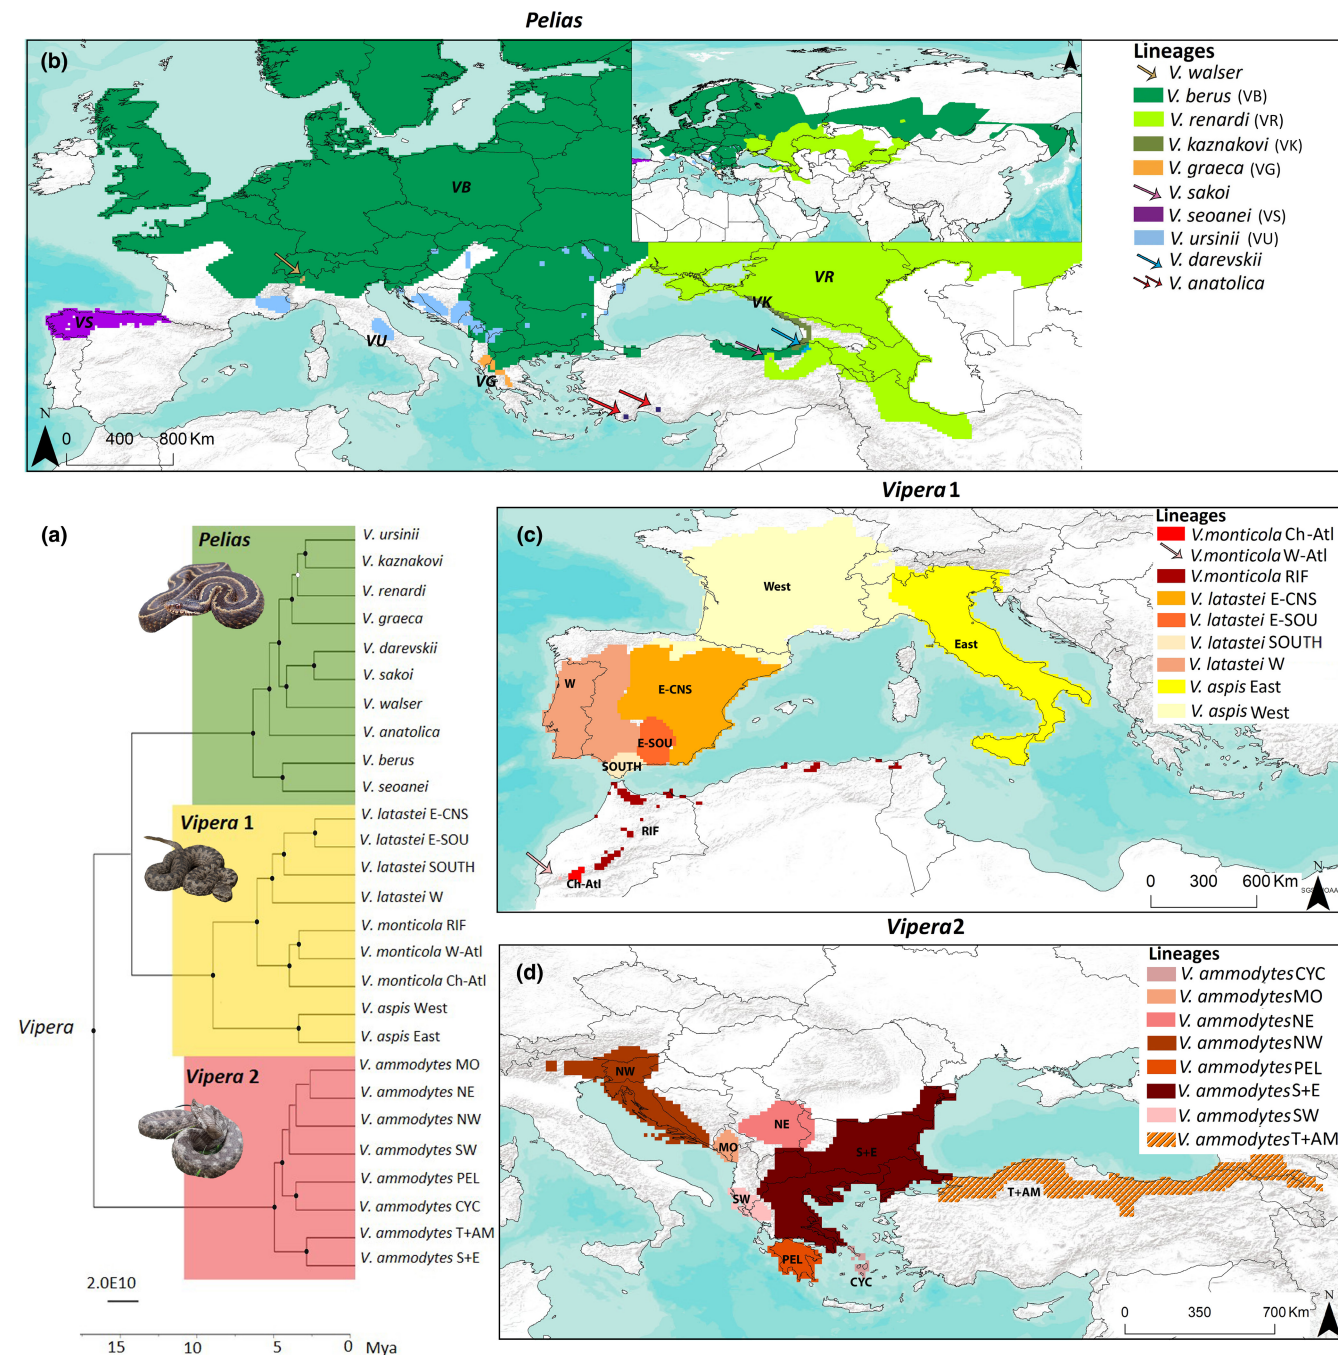 Pelias
(b)
VB
VS
VU
VG
VK
VR
N
N
0 400 800 Km
Lineages
V. walser
V. berus (VB)
V. renardi (VR)
V. kaznakovi (VK)
V. graeca (VG)
V. sakoi
V. seoanei (VS)
V. ursinii (VU)
V. darevskii
V. anatolica
(a)
Pelias
V. ursinii
V. kaznakovi
V. renardi
V. graeca
V. darevskii
V. sakoi
V. walser
V. anatolica
V. berus
V. seoanei
Vipera 1
V. latastei E-CNS
V. latastei E-SOU
V. latastei SOUTH
V. latastei W
V. monticola RIF
V. monticola W-Atl
V. monticola Ch-Atl
V. aspis West
V. aspis East
Vipera
Vipera 2
V. ammodytes MO
V. ammodytes NE
V. ammodytes NW
V. ammodytes SW
V. ammodytes PEL
V. ammodytes CYC
V. ammodytes T+AM
V. ammodytes S+E
2.0E10
15 10 5 0 Mya
Vipera 1
(c)
West
East
W
E-CNS
E-SOU
SOUTH
RIF
Ch-Atl
Lineages
V.monticola Ch-Atl
V.monticola W-Atl
V.monticola RIF
V. latastei E-CNS
V. latastei E-SOU
V. latastei SOUTH
V. latastei W
V. aspis East
V. aspis West
N
0 300 600 Km
Vipera 2
(d)
NW
NE
MO
S+E
SW
T+AM
PEL
CYC
Lineages
V. ammodytes CYC
V. ammodytes MO
V. ammodytes NE
V. ammodytes NW
V. ammodytes PEL
V. ammodytes S+E
V. ammodytes SW
V. ammodytes T+AM
N
0 350 700 Km